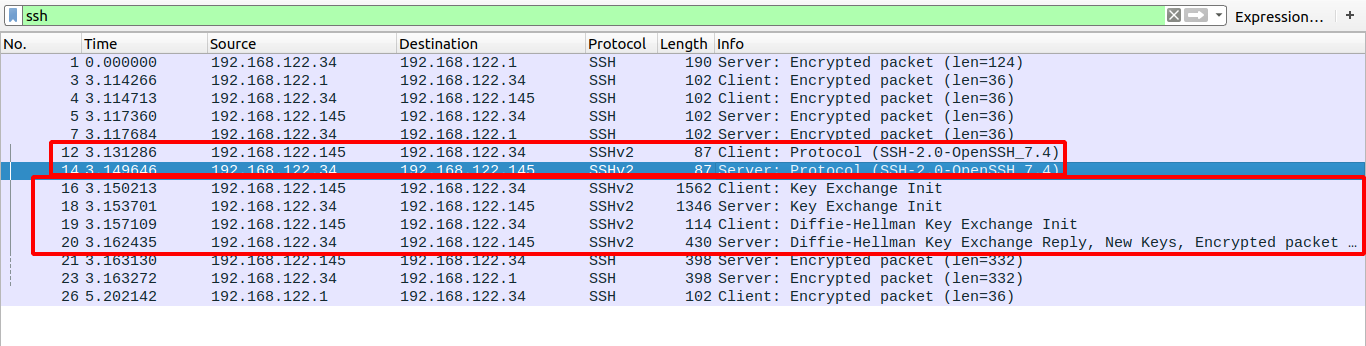 ssh Expression… +
No. Time Source Destination Protocol Length Info
1 0.000000 192.168.122.34 192.168.122.1 SSH 190 Server: Encrypted packet (len=124)
3 3.114266 192.168.122.1 192.168.122.34 SSH 102 Client: Encrypted packet (len=36)
4 3.114713 192.168.122.34 192.168.122.145 SSH 102 Client: Encrypted packet (len=36)
5 3.117360 192.168.122.145 192.168.122.34 SSH 102 Server: Encrypted packet (len=36)
7 3.117684 192.168.122.34 192.168.122.1 SSH 102 Server: Encrypted packet (len=36)
12 3.131286 192.168.122.145 192.168.122.34 SSHv2 87 Client: Protocol (SSH-2.0-OpenSSH_7.4)
14 3.149646 192.168.122.34 192.168.122.145 SSHv2 87 Server: Protocol (SSH-2.0-OpenSSH_7.4)
16 3.150213 192.168.122.145 192.168.122.34 SSHv2 1562 Client: Key Exchange Init
18 3.153701 192.168.122.34 192.168.122.145 SSHv2 1346 Server: Key Exchange Init
19 3.157109 192.168.122.145 192.168.122.34 SSHv2 114 Client: Diffie-Hellman Key Exchange Init
20 3.162435 192.168.122.34 192.168.122.145 SSHv2 430 Server: Diffie-Hellman Key Exchange Reply, New Keys, Encrypted packet …
21 3.163130 192.168.122.145 192.168.122.34 SSH 398 Client: Encrypted packet (len=332)
23 3.163272 192.168.122.34 192.168.122.1 SSH 398 Server: Encrypted packet (len=332)
26 5.202142 192.168.122.1 192.168.122.34 SSH 102 Client: Encrypted packet (len=36)